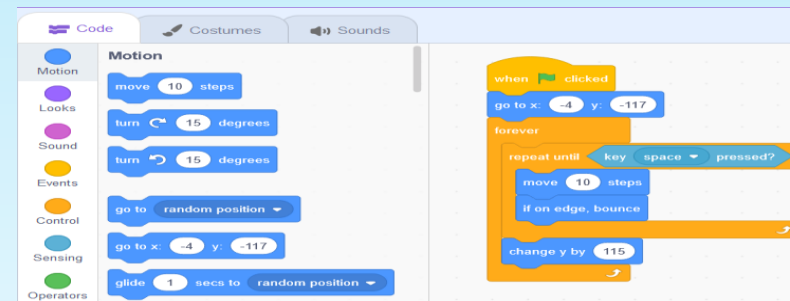 Code
Costumes
Sounds
Motion
Looks
Sound
Events
Control
Sensing
Operators
Motion
move 10 steps
turn 15 degrees
turn 15 degrees
go to random position
go to x: -4 y: -117
glide 1 secs to random position
when clicked
go to x: -4 y: -117
forever
repeat until key space pressed?
move 10 steps
if on edge, bounce
change y by 115